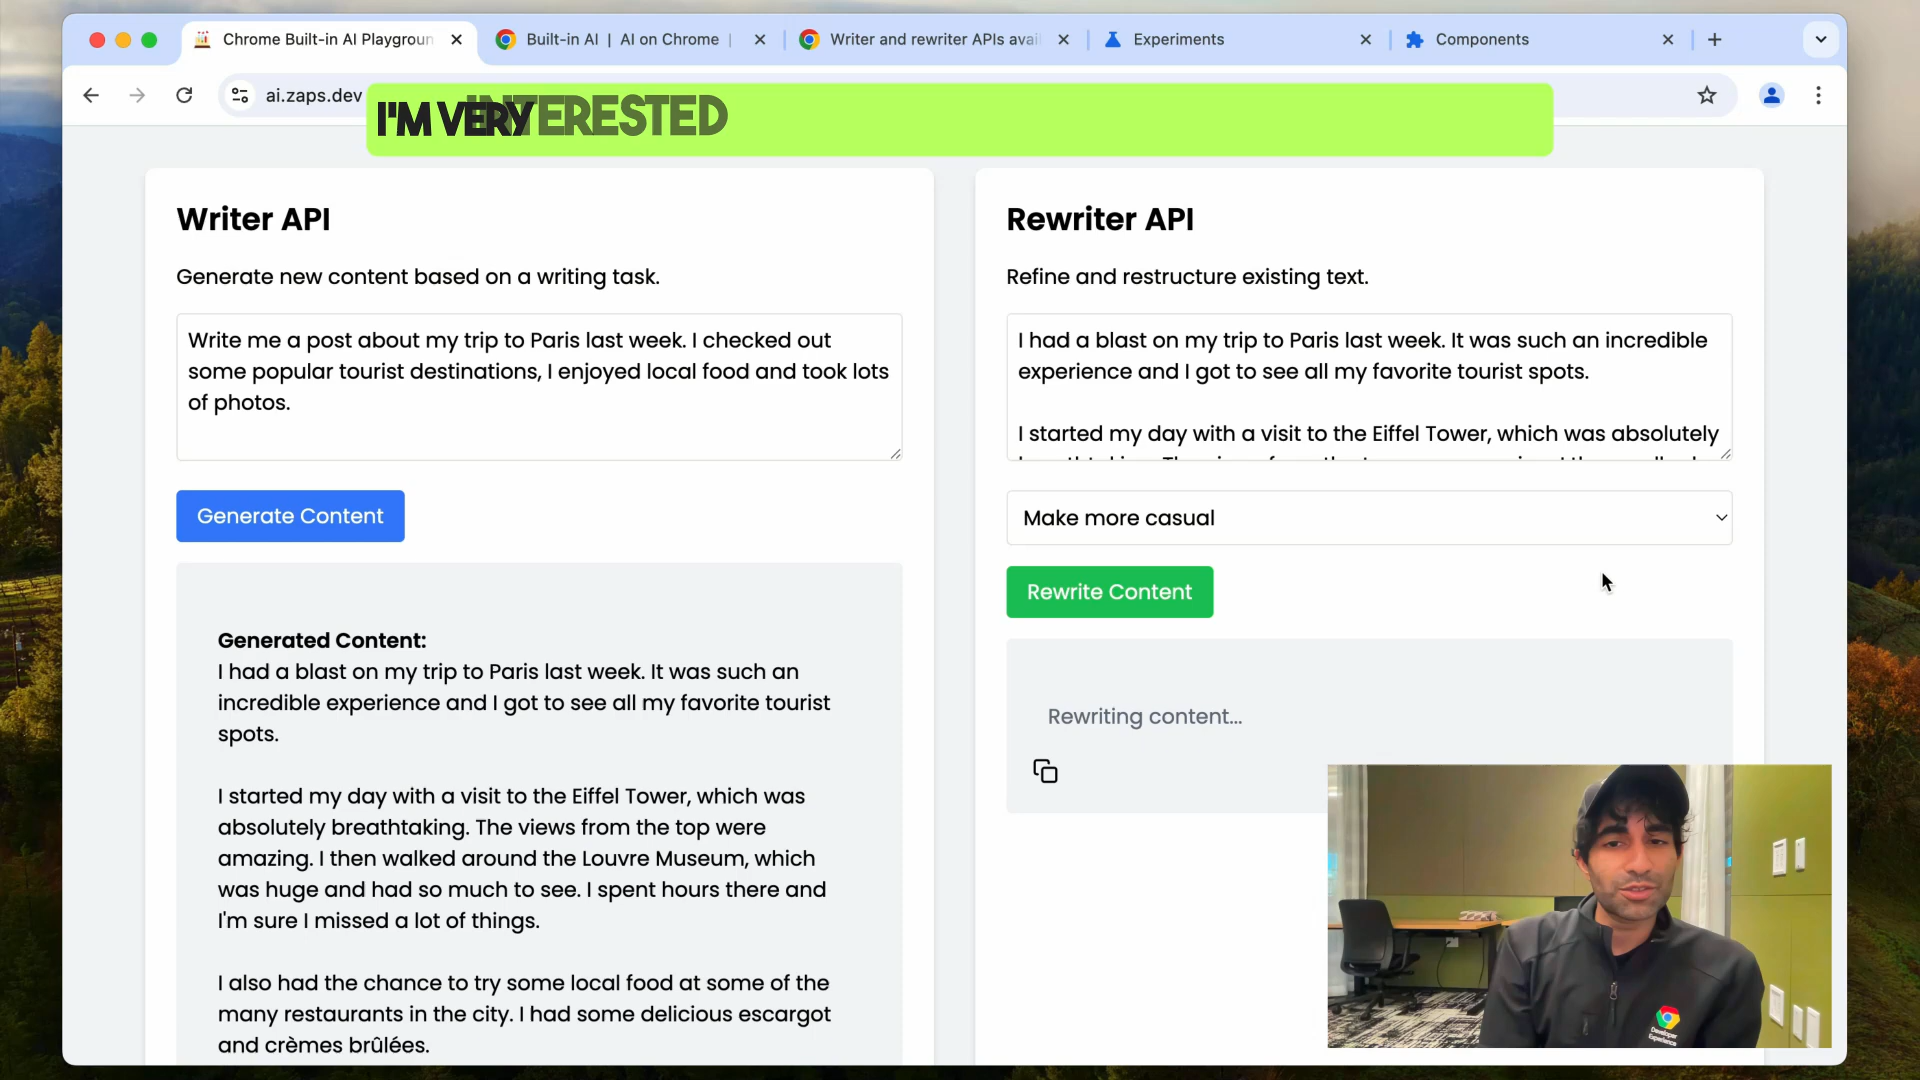 Chrome Built-in AI Playgroun
Built-in AI | AI on Chrome |
Writer and rewriter APIs avai
Experiments
Components
ai.zaps.dev
I'M VERY INTERESTED
Writer API
Generate new content based on a writing task.
Write me a post about my trip to Paris last week. I checked out
some popular tourist destinations, I enjoyed local food and took lots
of photos.
Generate Content
Generated Content:
I had a blast on my trip to Paris last week. It was such an
incredible experience and I got to see all my favorite tourist
spots.
I started my day with a visit to the Eiffel Tower, which was
absolutely breathtaking. The views from the top were
amazing. I then walked around the Louvre Museum, which
was huge and had so much to see. I spent hours there and
I'm sure I missed a lot of things.
I also had the chance to try some local food at some of the
many restaurants in the city. I had some delicious escargot
and crèmes brûlées.
Rewriter API
Refine and restructure existing text.
I had a blast on my trip to Paris last week. It was such an incredible
experience and I got to see all my favorite tourist spots.
I started my day with a visit to the Eiffel Tower, which was absolutely
Make more casual
Rewrite Content
Rewriting content...
Developer
Experience